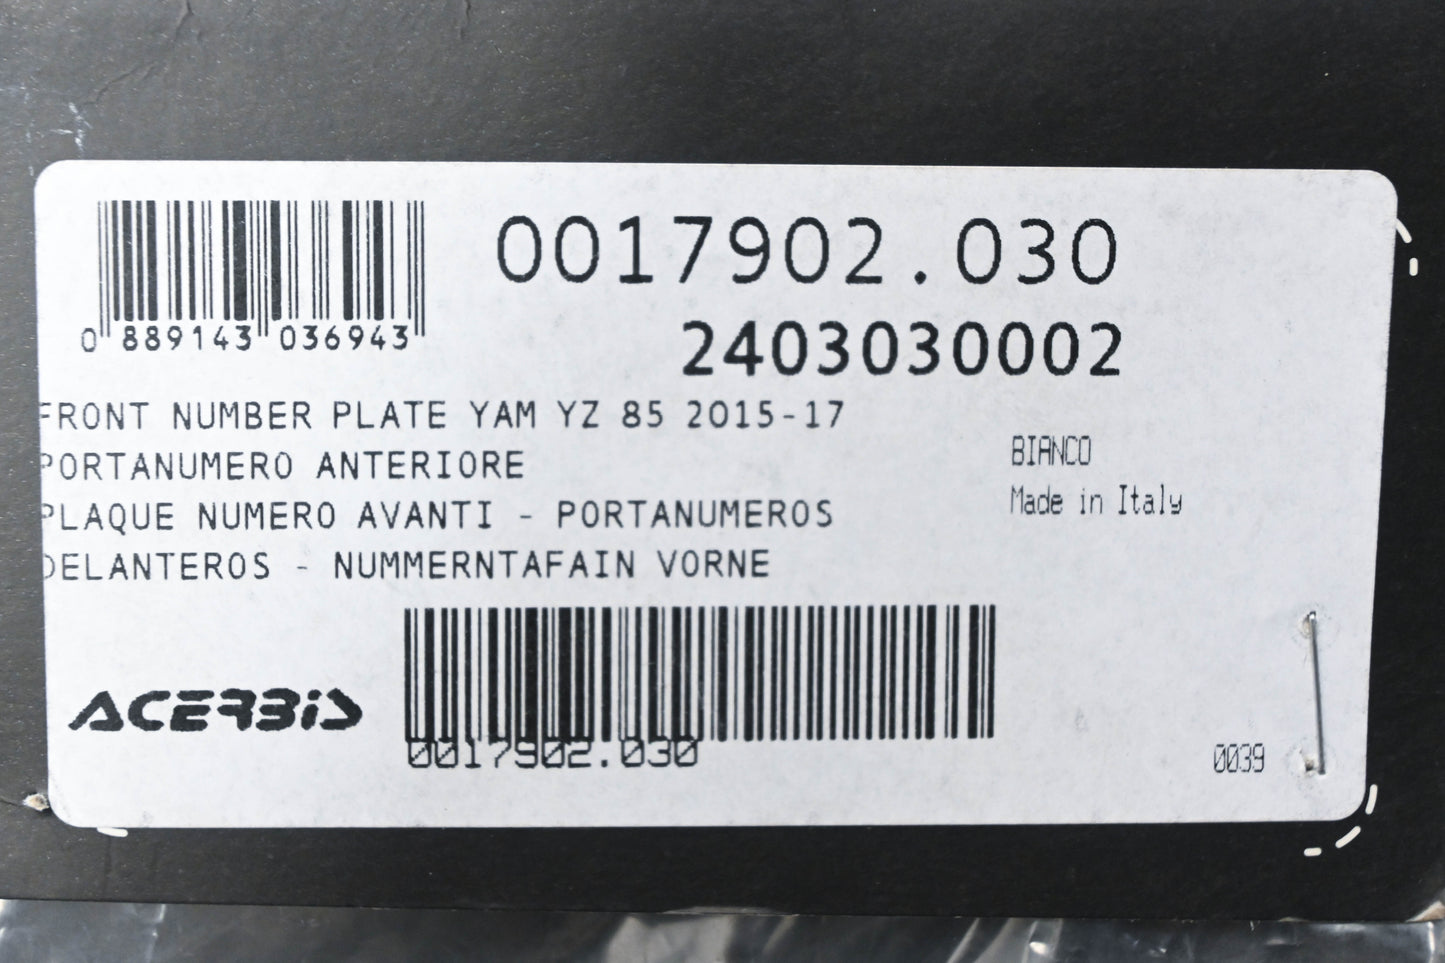 0 889143 036943
0017902.030
2403030002
FRONT NUMBER PLATE YAM YZ 85 2015-17
PORTANUMERO ANTERIORE
PLAQUE NUMERO AVANTI - PORTANUMEROS
DELANTEROS - NUMMERNTAFAIN VORNE
BIANCO
Made in Italy
ACERBIS
0017902.030
0039